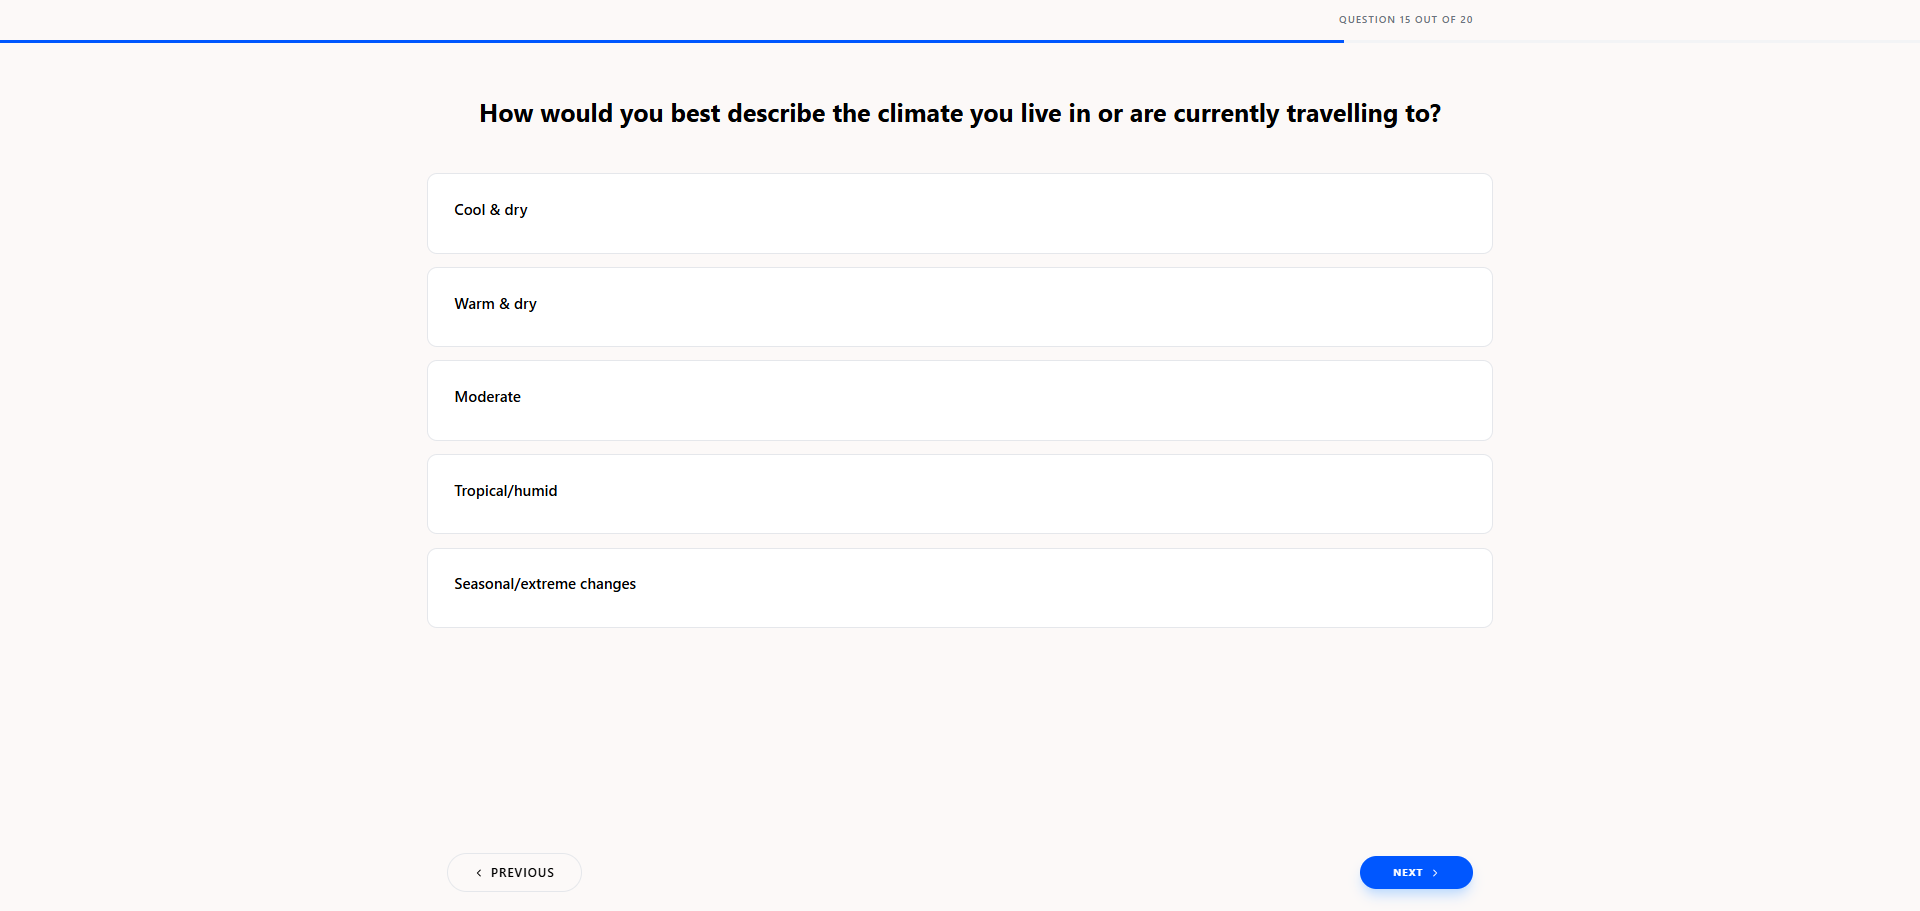 QUESTION 15 OUT OF 20
How would you best describe the climate you live in or are currently travelling to?
Cool & dry
Warm & dry
Moderate
Tropical/humid
Seasonal/extreme changes
PREVIOUS
NEXT